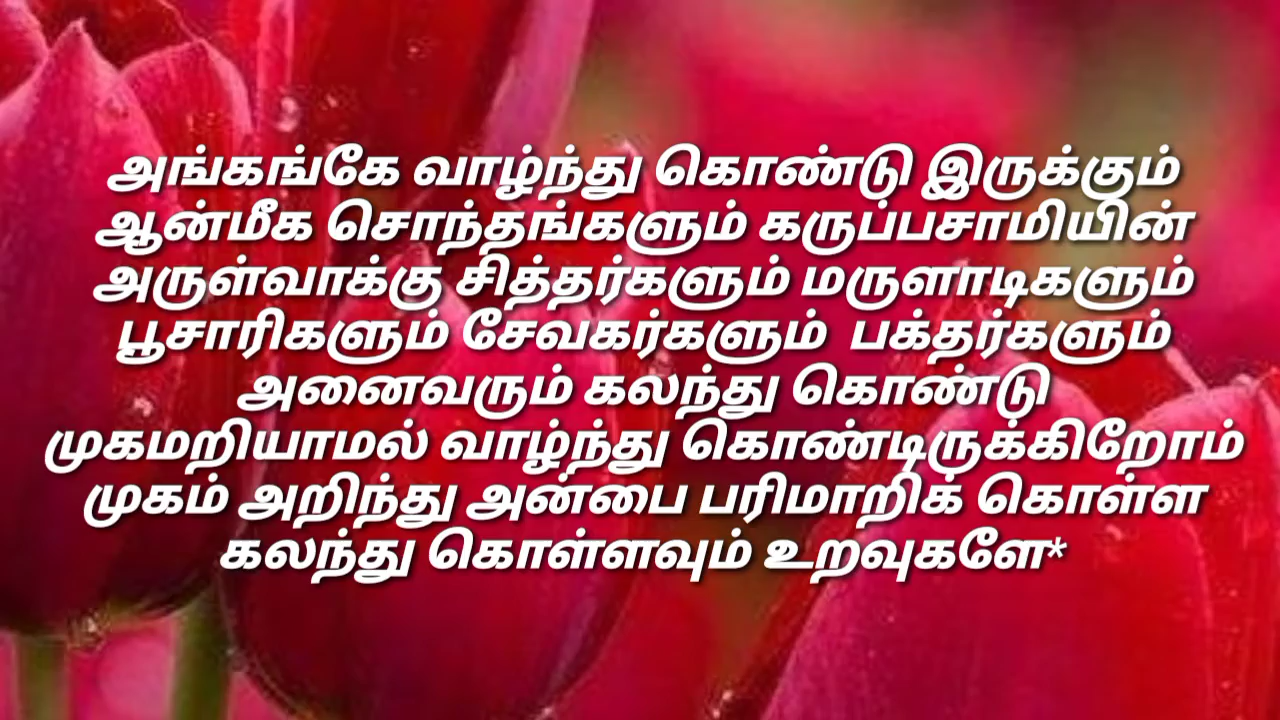 அங்கங்கே வாழ்ந்து கொண்டு இருக்கும்
ஆன்மீக சொந்தங்களும் கருப்பசாமியின்
அருள்வாக்கு சித்தர்களும் மருளாடிகளும்
பூசாரிகளும் சேவகர்களும் பக்தர்களும்
அனைவரும் கலந்து கொண்டு
முகமறியாமல் வாழ்ந்து கொண்டிருக்கிறோம்
முகம் அறிந்து அன்பை பரிமாறிக் கொள்ள
கலந்து கொள்ளவும் உறவுகளே*